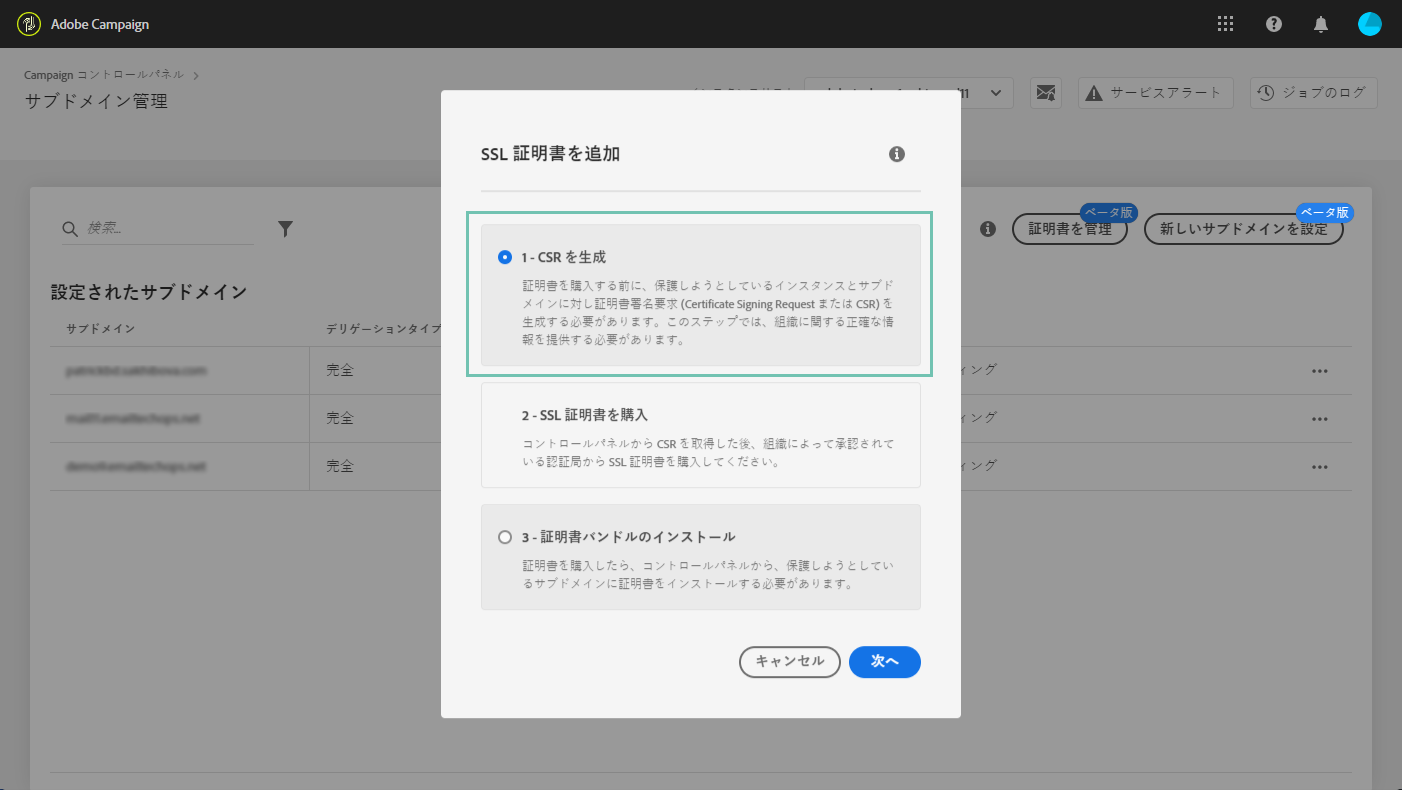 Adobe Campaign
Campaign コントロールパネル
サブドメイン管理
11
サービスアラート
ジョブのログ
検索...
ベータ版
証明書を管理
ベータ版
新しいサブドメインを設定
設定されたサブドメイン
サブドメイン
デリゲーションタイプ
完全
ィング
完全
ィング
完全
ィング
SSL 証明書を追加
1 - CSR を生成
証明書を購入する前に、保護しようとしているインスタンスとサブド
メインに対し証明書署名要求 (Certificate Signing Request または CSR) を
生成する必要があります。このステップでは、組織に関する正確な情
報を提供する必要があります。
2 - SSL 証明書を購入
コントロールパネルから CSR を取得した後、組織によって承認されて
いる認証局から SSL 証明書を購入してください。
3 - 証明書バンドルのインストール
証明書を購入したら、コントロールパネルから、保護しようとしてい
るサブドメインに証明書をインストールする必要があります。
キャンセル
次へ